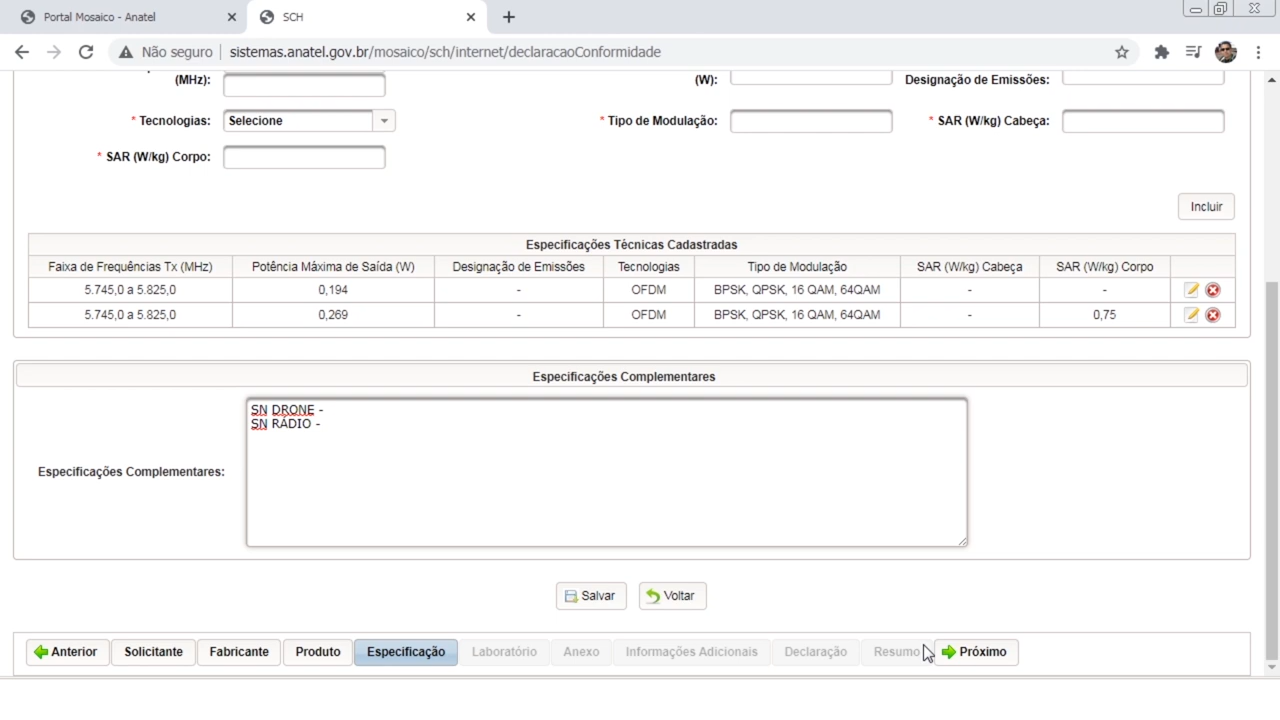 Portal Mosaico - Anatel
SCH
Não seguro
sistemas.anatel.gov.br/mosaico/sch/internet/declaracaoConformidade
(MHz):
(W):
Designação de Emissões:
* Tecnologias:
Selecione
* Tipo de Modulação:
* SAR (W/kg) Cabeça:
* SAR (W/kg) Corpo:
Incluir
Especificações Técnicas Cadastradas
Faixa de Frequências Tx (MHz) Potência Máxima de Saída (W) Designação de Emissões Tecnologias Tipo de Modulação SAR (W/kg) Cabeça SAR (W/kg) Corpo
5.745,0 a 5.825,0 0,194 - OFDM BPSK, QPSK, 16 QAM, 64QAM - -
5.745,0 a 5.825,0 0,269 - OFDM BPSK, QPSK, 16 QAM, 64QAM - 0,75
Especificações Complementares
SN DRONE -
SN RÁDIO -
Especificações Complementares:
Salvar
Voltar
Anterior
Solicitante
Fabricante
Produto
Especificação
Laboratório
Anexo
Informações Adicionais
Declaração
Resumo
Próximo